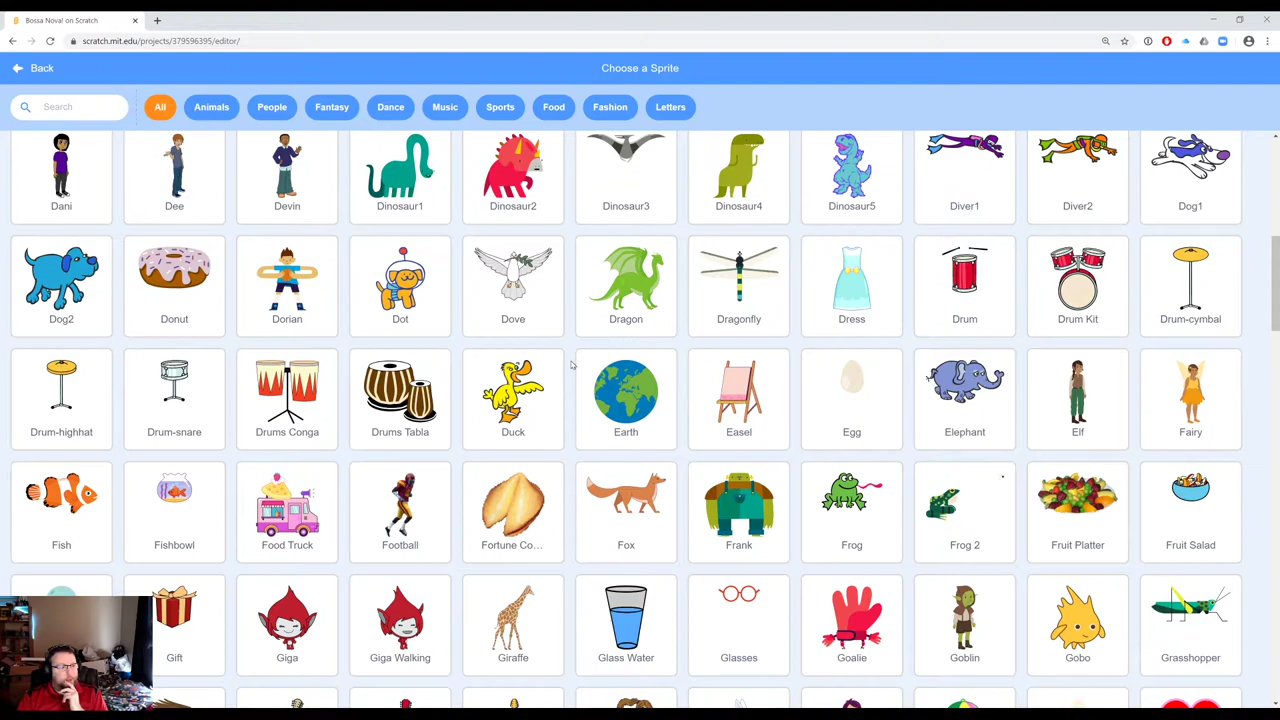 Bossa Nova! on Scratch
scratch.mit.edu/projects/379596395/editor/
Back
Choose a Sprite
Search
All
Animals
People
Fantasy
Dance
Music
Sports
Food
Fashion
Letters
Dani
Dee
Devin
Dinosaur1
Dinosaur2
Dinosaur3
Dinosaur4
Dinosaur5
Diver1
Diver2
Dog1
Dog2
Donut
Dorian
Dot
Dove
Dragon
Dragonfly
Dress
Drum
Drum Kit
Drum-cymbal
Drum-highhat
Drum-snare
Drums Conga
Drums Tabla
Duck
Earth
Easel
Egg
Elephant
Elf
Fairy
Fish
Fishbowl
Food Truck
Football
Fortune Co...
Fox
Frank
Frog
Frog 2
Fruit Platter
Fruit Salad
Gift
Giga
Giga Walking
Giraffe
Glass Water
Glasses
Goalie
Goblin
Gobo
Grasshopper